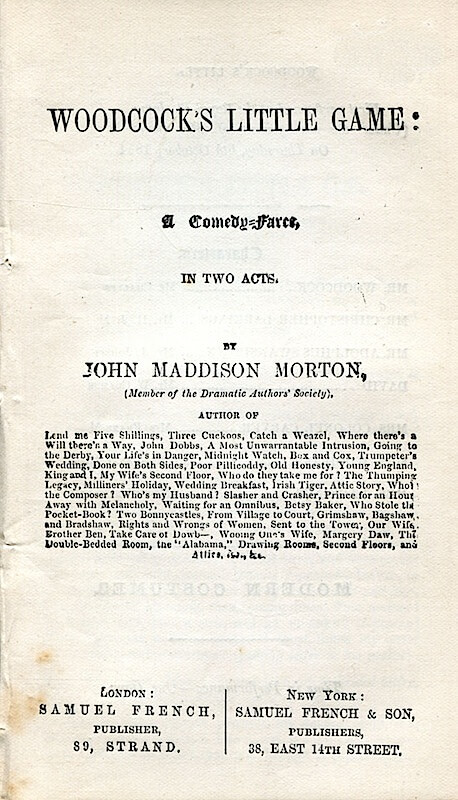 WOODCOCK'S LITTLE GAME:
A Comedy-Farce,
IN TWO ACTS.
BY
JOHN MADDISON MORTON,
(Member of the Dramatic Authors' Society),
AUTHOR OF
Lend me Five Shillings, Three Cuckoos, Catch a Weazel, Where there's a
Will there's a Way, John Dobbs, A Most Unwarrantable Intrusion, Going to
the Derby, Your Life's in Danger, Midnight Watch, Box and Cox, Trumpeter's
Wedding, Done on Both Sides, Poor Pillicoddy, Old Honesty, Young England,
King and I, My Wife's Second Floor, Who do they take me for? The Thumping
Legacy, Milliners' Holiday, Wedding Breakfast, Irish Tiger, Attic Story, Who's
the Composer? Who's my Husband? Slasher and Crasher, Prince for an Hour
Away with Melancholy, Waiting for an Omnibus, Betsy Baker, Who Stole the
Pocket-Book? Two Bonnycastles, From Village to Court, Grimshaw, Bagshaw,
and Bradshaw, Rights and Wrongs of Women, Sent to the Tower, Our Wife,
Brother Ben, Take Care of Dowb—, Wooing One's Wife, Margery Daw, The
Double-Bedded Room, the "Alabama," Drawing Rooms, Second Floors, and
Attics, &c., &c.
LONDON:
SAMUEL FRENCH,
PUBLISHER,
89, STRAND.
NEW YORK:
SAMUEL FRENCH & SON,
PUBLISHERS,
38, EAST 14TH STREET.